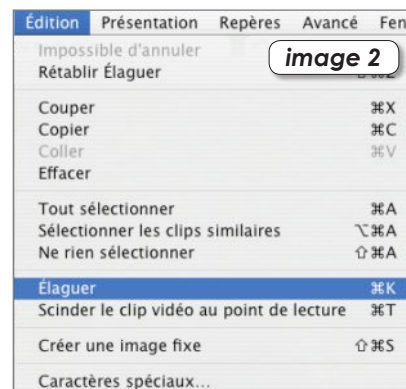 Édition Présentation Repères Avancé Fen
Impossible d'annuler
image 2
Rétablir Élaguer
Couper ⌘X
Copier ⌘C
Coller ⌘V
Effacer
Tout sélectionner ⌘A
Sélectionner les clips similaires ⌥⌘A
Ne rien sélectionner ⇧⌘A
Élaguer ⌘K
Scinder le clip vidéo au point de lecture ⌘T
Créer une image fixe ⇧⌘S
Caractères spéciaux...